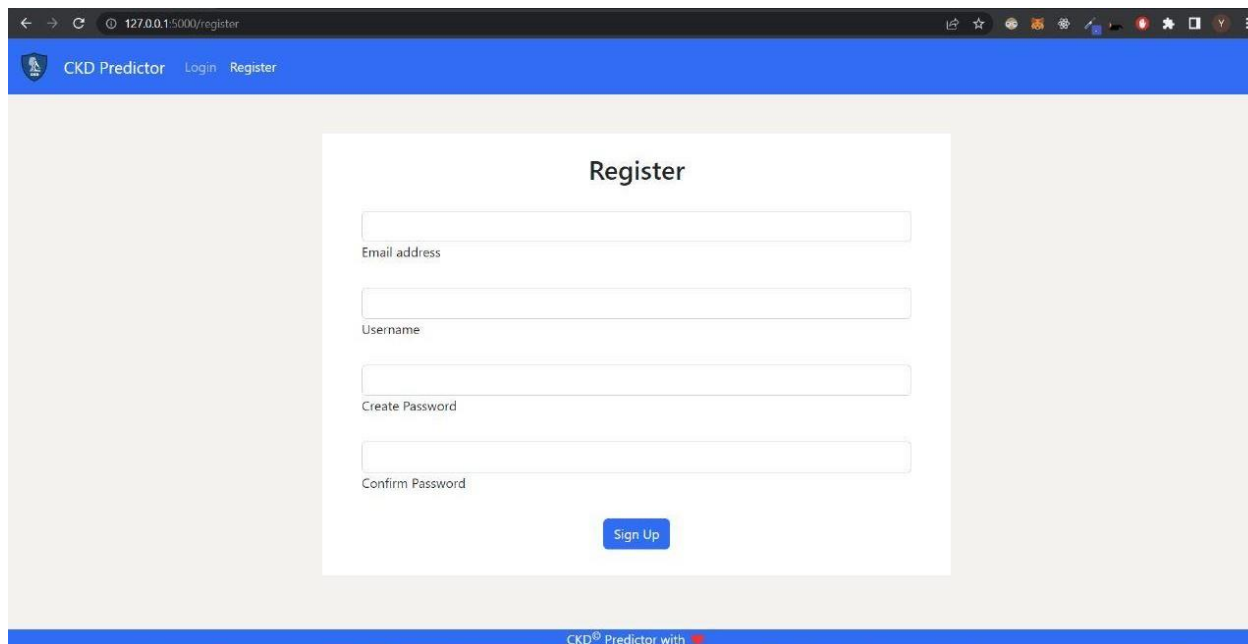 127.0.0.1:5000/register
Y
CKD Predictor Login Register
Register
Email address
Username
Create Password
Confirm Password
Sign Up
CKD© Predictor with ❤